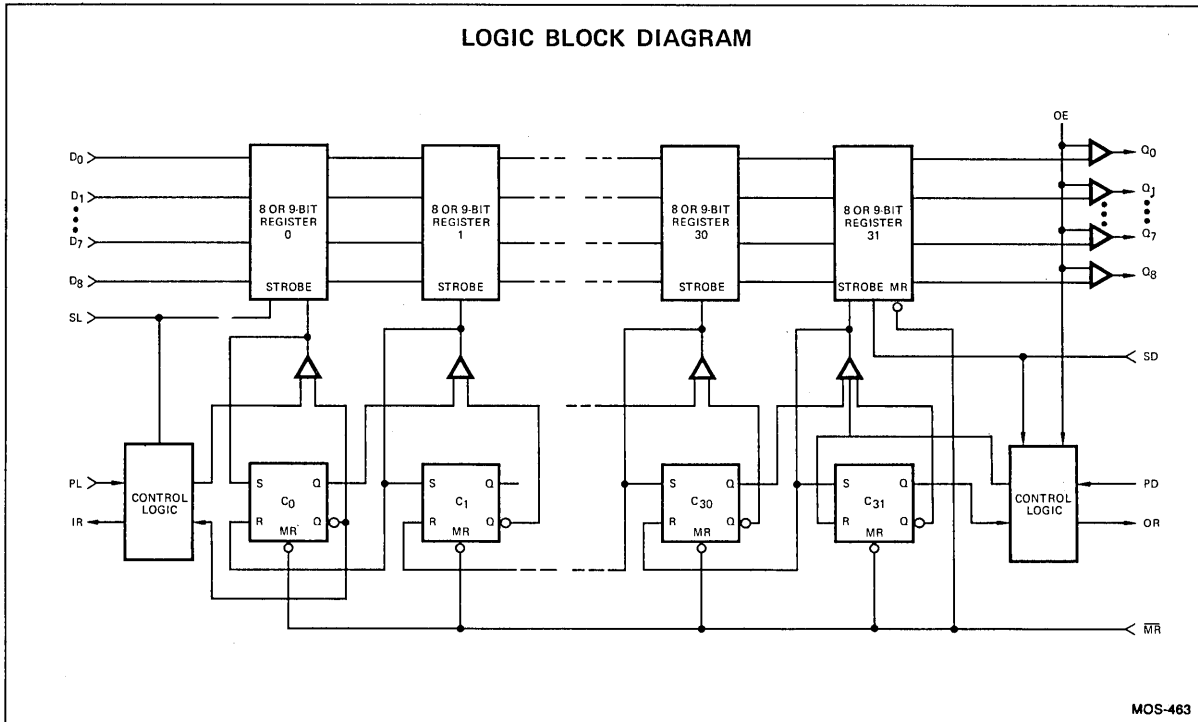 LOGIC BLOCK DIAGRAM
OE
D0
D1
D7
D8
SL
8 OR 9-BIT
REGISTER
0
STROBE
8 OR 9-BIT
REGISTER
1
STROBE
8 OR 9-BIT
REGISTER
30
STROBE
8 OR 9-BIT
REGISTER
31
STROBE MR
Q0
Q1
Q7
Q8
SD
PL
IR
CONTROL
LOGIC
S Q
C0
R Q
MR
S Q
C1
R Q
MR
S Q
C30
R Q
MR
S Q
C31
R Q
MR
CONTROL
LOGIC
PD
OR
M̅R̅
MOS-463